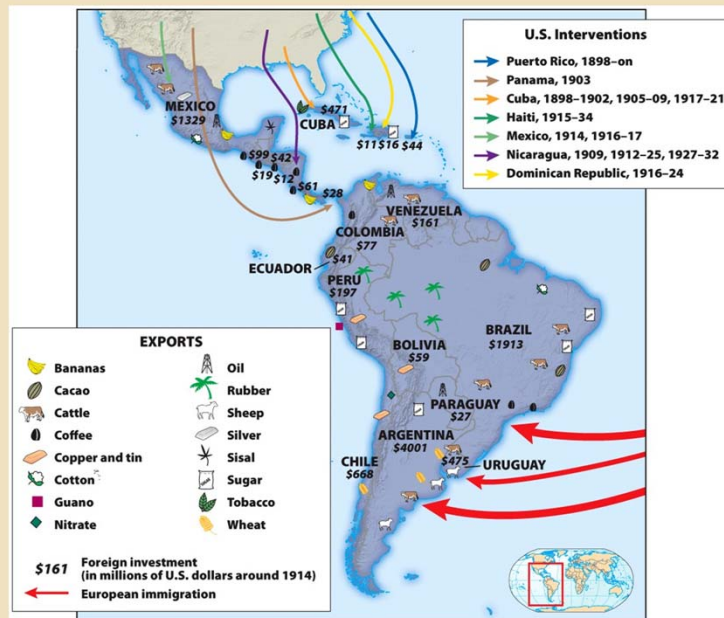 U.S. Interventions
Puerto Rico, 1898–on
Panama, 1903
Cuba, 1898–1902, 1905–09, 1917–21
Haiti, 1915–34
Mexico, 1914, 1916–17
Nicaragua, 1909, 1912–25, 1927–32
Dominican Republic, 1916–24
MEXICO
$1329
$471
CUBA
$11 $16 $44
$99 $42
$19 $12
$61 $28
VENEZUELA
$161
COLOMBIA
$77
ECUADOR
$41
PERU
$197
BRAZIL
$1913
BOLIVIA
$59
PARAGUAY
$27
ARGENTINA
$4001
CHILE
$668
$475
URUGUAY
EXPORTS
Bananas
Cacao
Cattle
Coffee
Copper and tin
Cotton
Guano
Nitrate
Oil
Rubber
Sheep
Silver
Sisal
Sugar
Tobacco
Wheat
$161 Foreign investment
(in millions of U.S. dollars around 1914)
European immigration